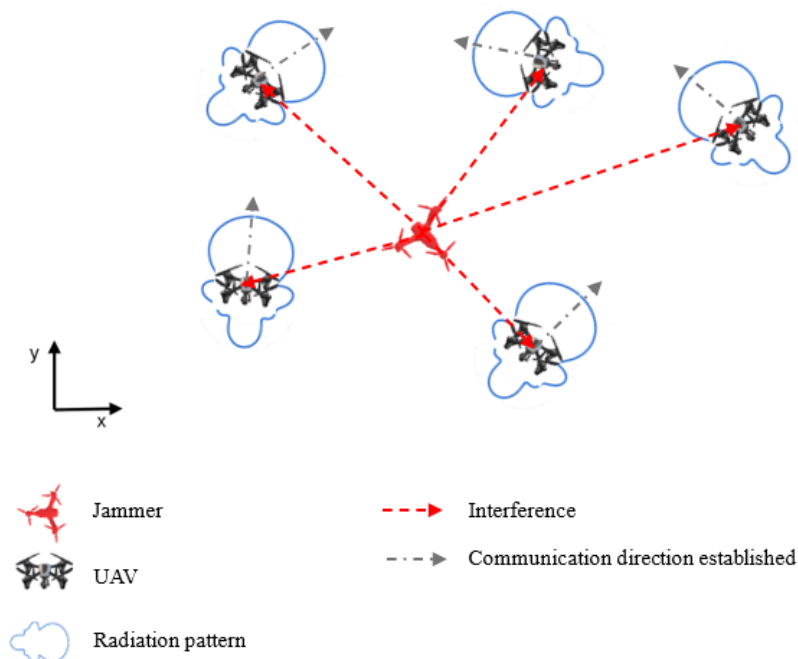 y
x
Jammer
Interference
UAV
Communication direction established
Radiation pattern